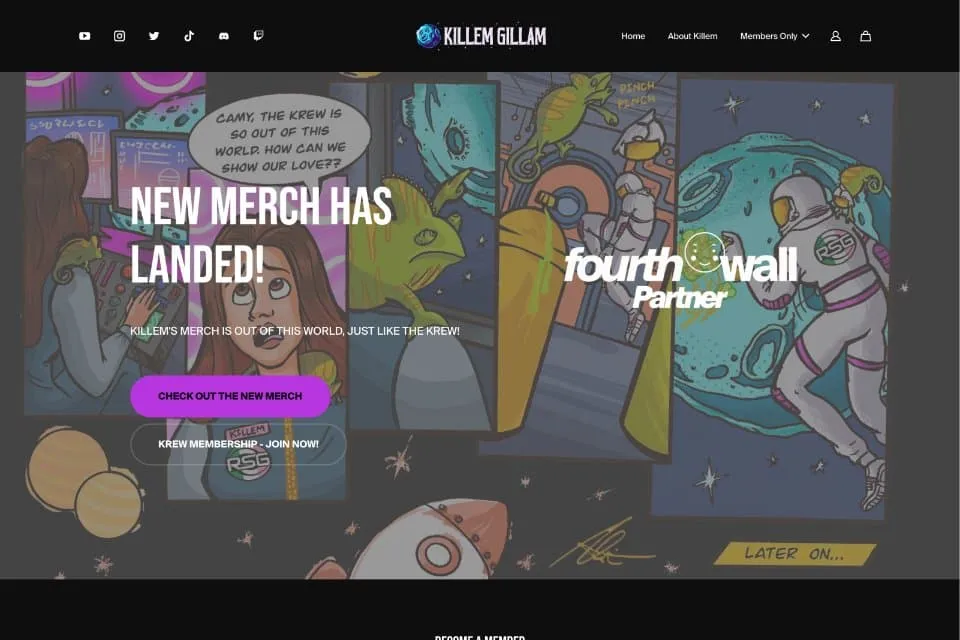 KILLEM GILLAM
Home
About Killem
Members Only
CAMY, THE KREW IS
SO OUT OF THIS
WORLD. HOW CAN WE
SHOW OUR LOVE??
PINCH
PINCH
NEW MERCH HAS
LANDED!
RSG
fourth wall
Partner
KILLEM'S MERCH IS OUT OF THIS WORLD, JUST LIKE THE KREW!
CHECK OUT THE NEW MERCH
KILLEM
KREW MEMBERSHIP - JOIN NOW!
RSG
LATER ON...
BECOME A MEMBER